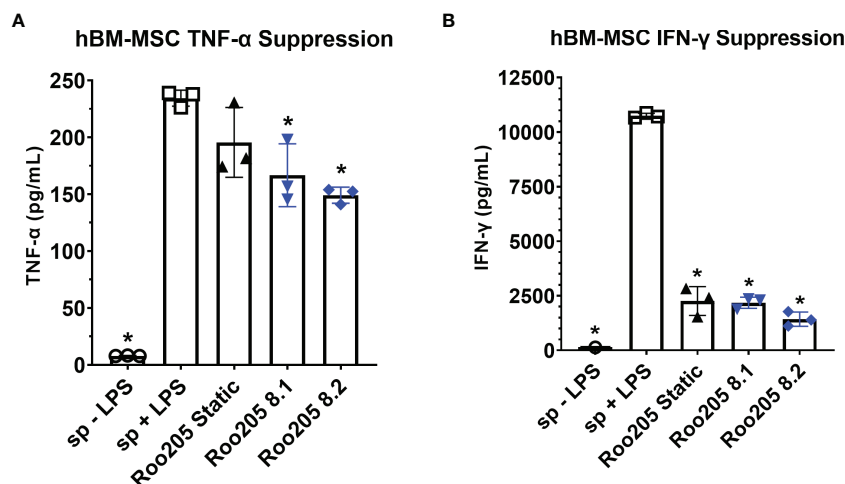 A
hBM-MSC TNF-α Suppression
TNF-α (pg/mL)
250
200
150
100
50
0
*
*
*
sp - LPS
sp + LPS
Roo205 Static
Roo205 8.1
Roo205 8.2
B
hBM-MSC IFN-γ Suppression
IFN-γ (pg/mL)
12500
10000
7500
5000
2500
0
*
*
*
*
sp - LPS
sp + LPS
Roo205 Static
Roo205 8.1
Roo205 8.2